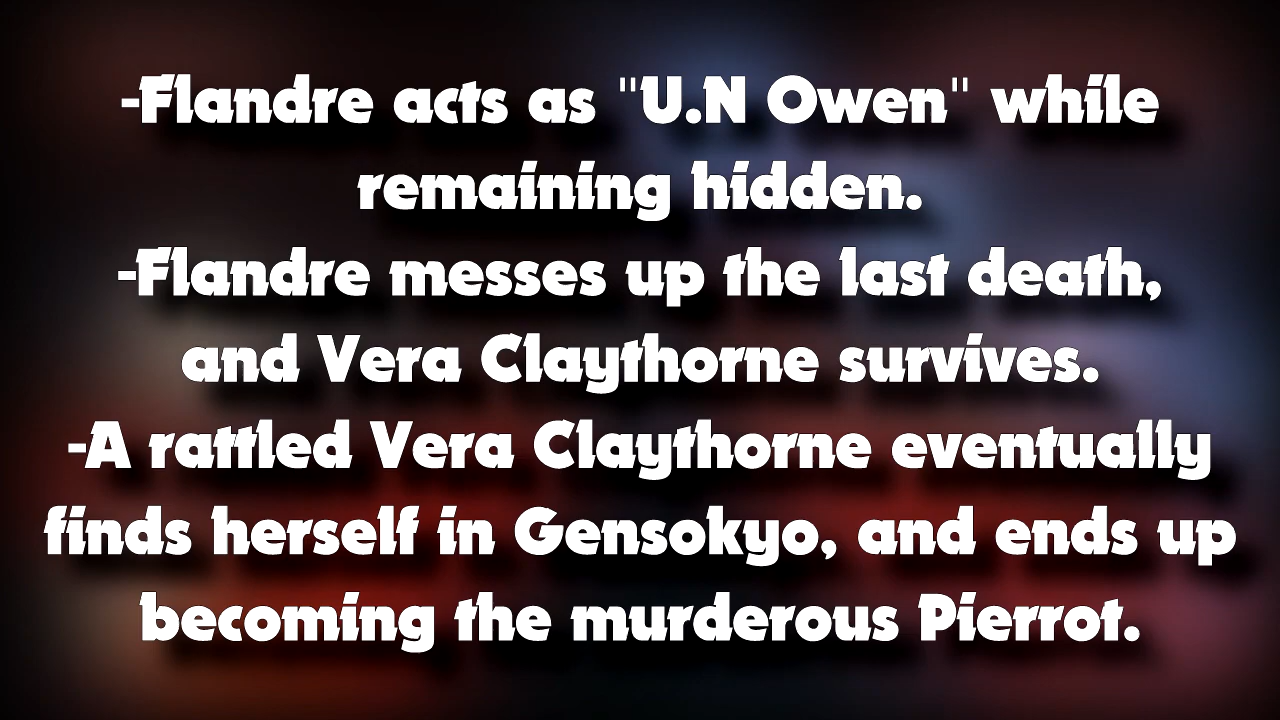 -Flandre acts as "U.N Owen" while
remaining hidden.
-Flandre messes up the last death,
and Vera Claythorne survives.
-A rattled Vera Claythorne eventually
finds herself in Gensokyo, and ends up
becoming the murderous Pierrot.